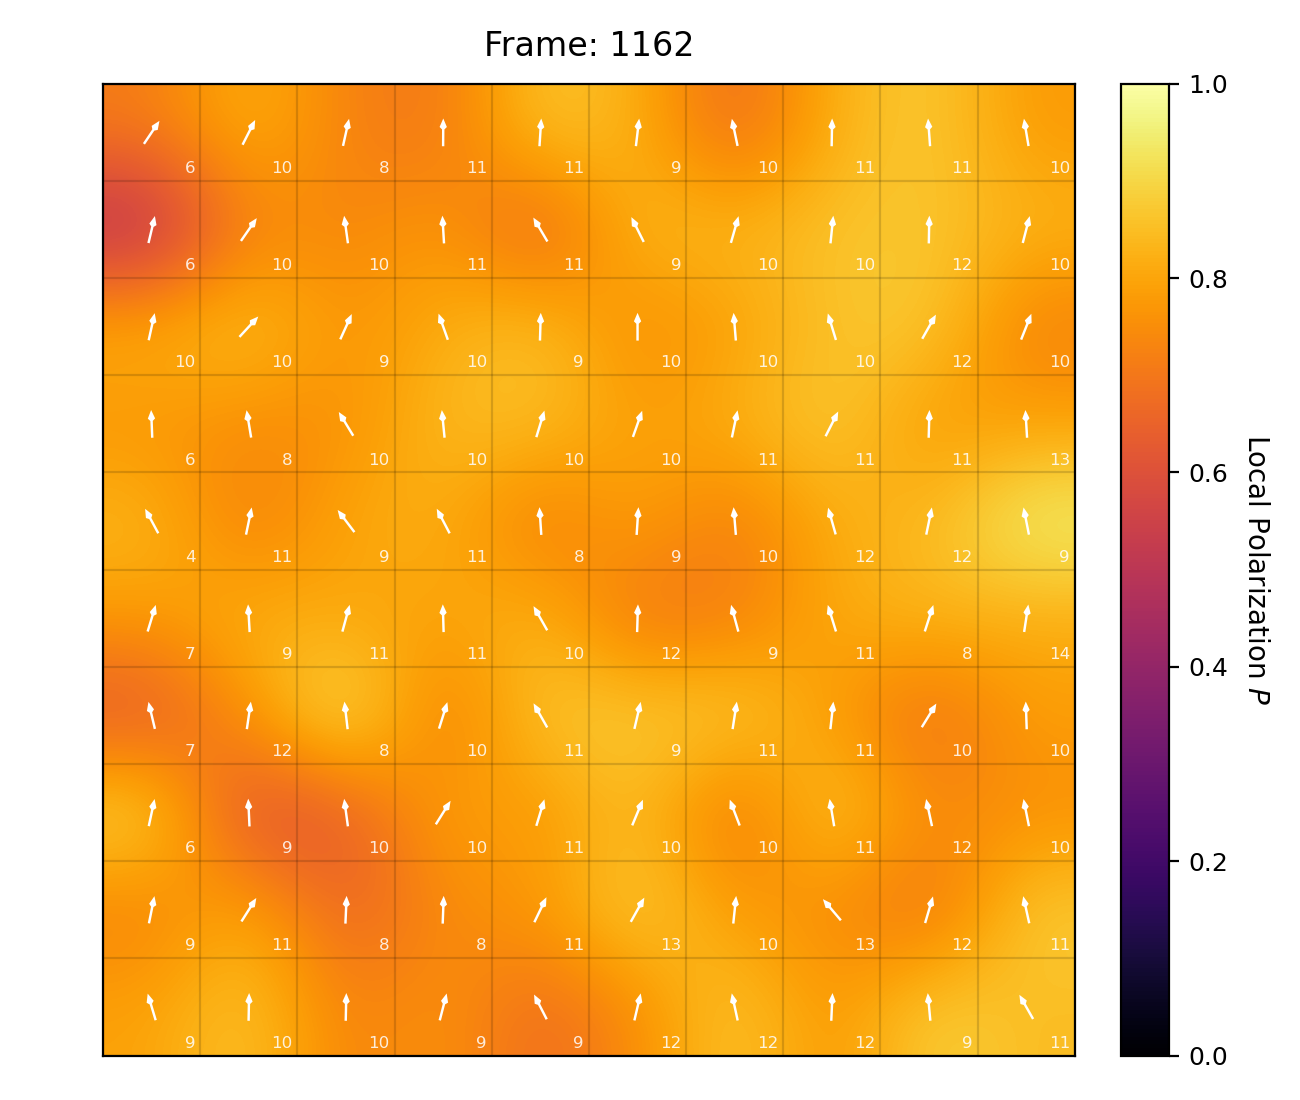 Frame: 1162
6 10 8 11 11 9 10 11 11 10
6 10 10 11 11 9 10 10 12 10
10 10 9 10 9 10 10 10 12 10
6 8 10 10 10 10 11 11 11 13
4 11 9 11 8 9 10 12 12 9
7 9 11 11 10 12 9 11 8 14
7 12 8 10 11 9 11 11 10 10
6 9 10 10 11 10 10 11 12 10
9 11 8 8 11 13 10 13 12 11
9 10 10 9 9 12 12 12 9 11
1.0
0.8
0.6
0.4
0.2
0.0
Local Polarization P